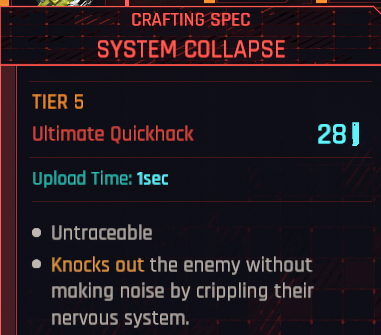 CRAFTING SPEC
SYSTEM COLLAPSE
TIER 5
Ultimate Quickhack 28
Upload Time: 1sec
Untraceable
Knocks out the enemy without
making noise by crippling their
nervous system.